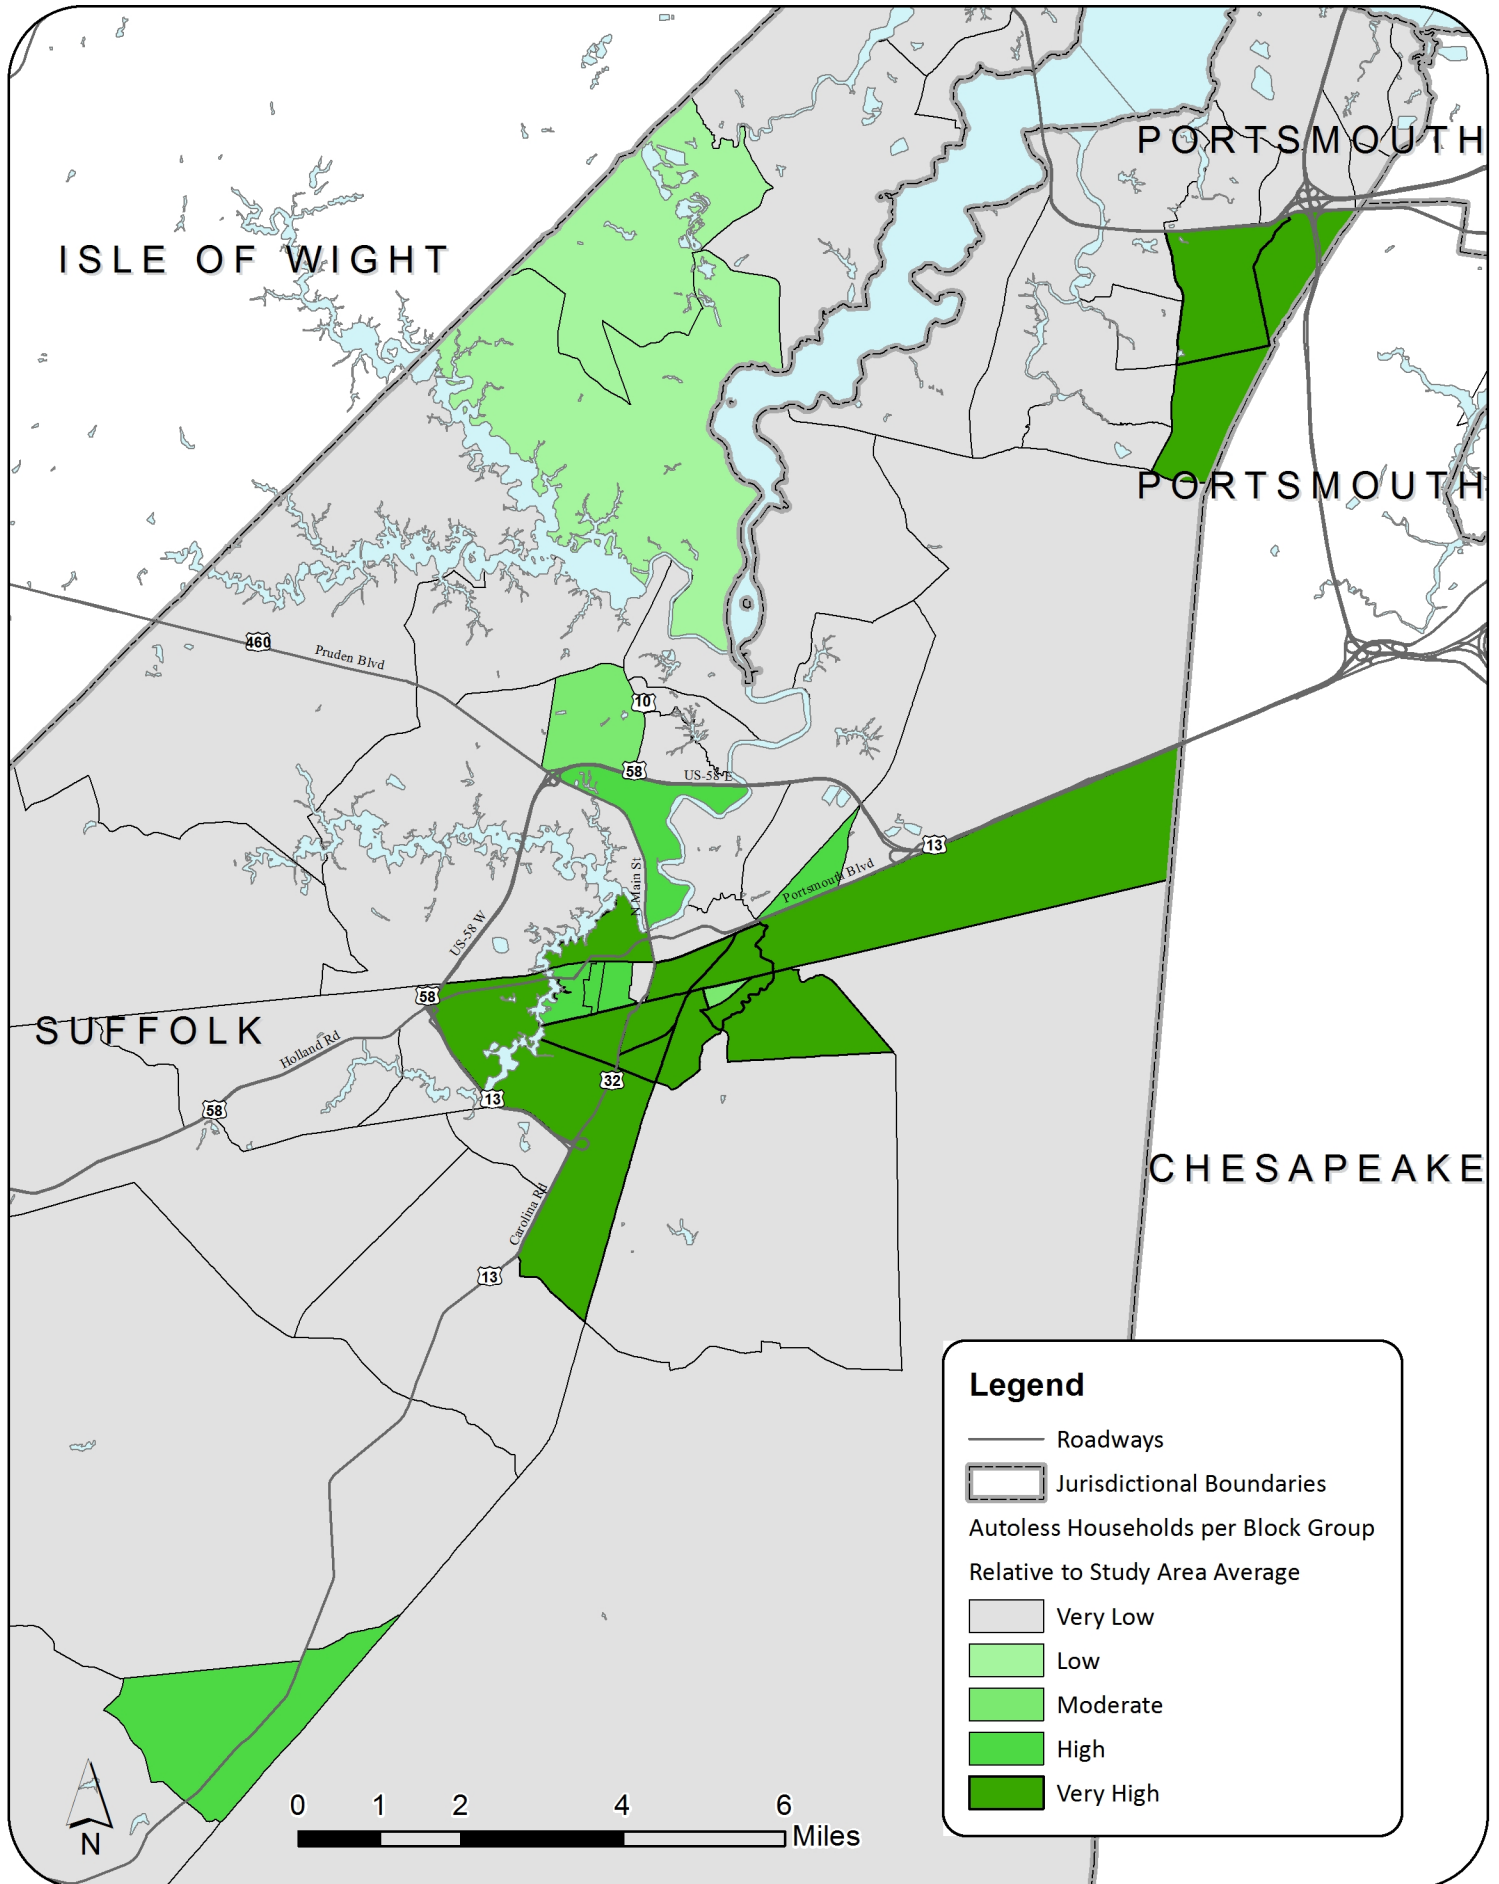 PORTSMOUTH
ISLE OF WIGHT
PORTSMOUTH
460
Pruden Blvd
10
58
US-58 E
13
Portsmouth Blvd
N Main St
US-58 W
58
SUFFOLK
Holland Rd
32
13
58
CHESAPEAKE
Carolina Rd
13
Legend
Roadways
Jurisdictional Boundaries
Autoless Households per Block Group
Relative to Study Area Average
Very Low
Low
Moderate
High
Very High
0 1 2 4 6
Miles
N